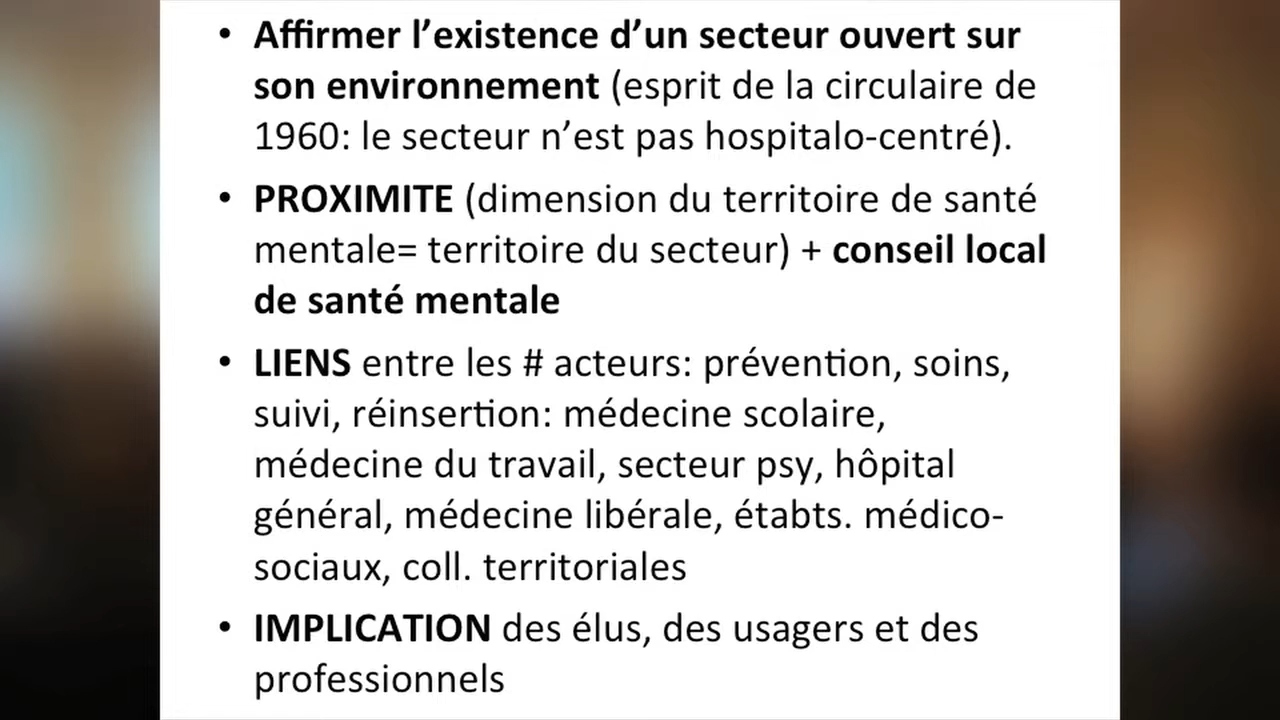 • Affirmer l’existence d’un secteur ouvert sur
son environnement (esprit de la circulaire de
1960: le secteur n’est pas hospitalo-centré).
• PROXIMITE (dimension du territoire de santé
mentale= territoire du secteur) + conseil local
de santé mentale
• LIENS entre les # acteurs: prévention, soins,
suivi, réinsertion: médecine scolaire,
médecine du travail, secteur psy, hôpital
général, médecine libérale, établts. médico-
sociaux, coll. territoriales
• IMPLICATION des élus, des usagers et des
professionnels